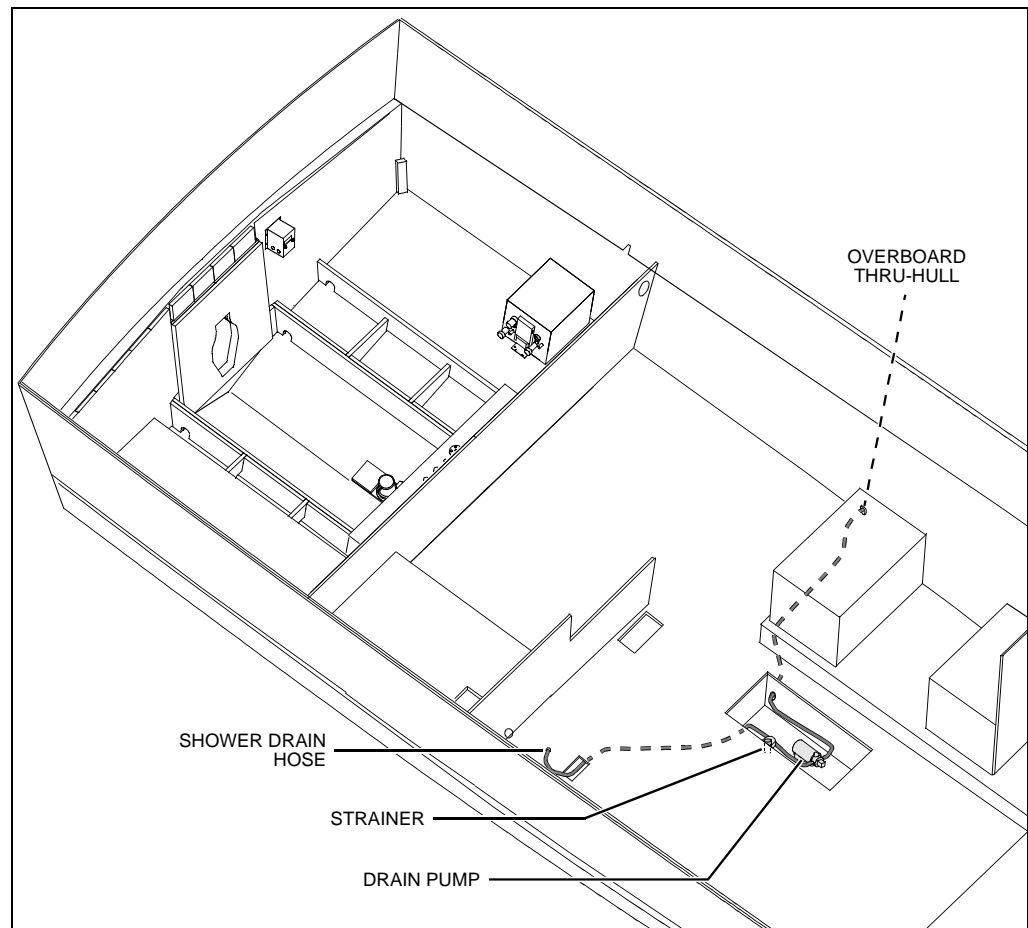 OVERBOARD
THRU-HULL
SHOWER DRAIN
HOSE
STRAINER
DRAIN PUMP